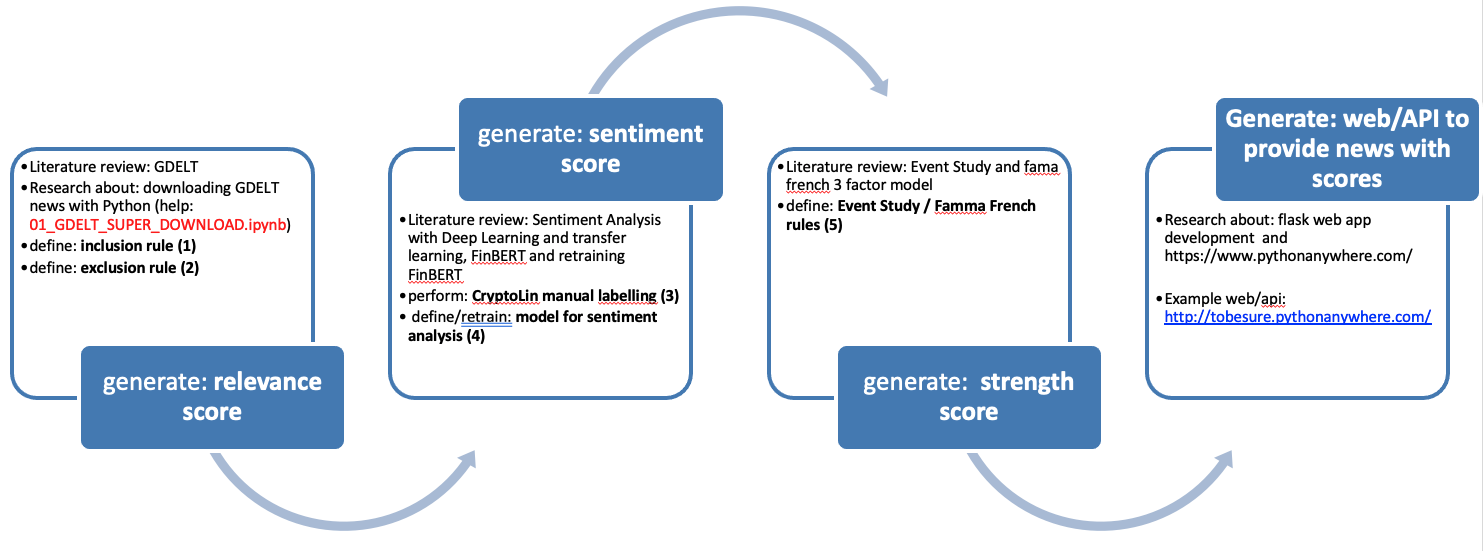 • Literature review: GDELT
• Research about: downloading GDELT
news with Python (help:
01_GDELT_SUPER_DOWNLOAD.ipynb)
• define: inclusion rule (1)
• define: exclusion rule (2)
generate: relevance
score
generate: sentiment
score
• Literature review: Sentiment Analysis
with Deep Learning and transfer
learning, FinBERT and retraining
FinBERT
• perform: CryptoLin manual labelling (3)
• define/retrain: model for sentiment
analysis (4)
• Literature review: Event Study and fama
french 3 factor model
• define: Event Study / Famma French
rules (5)
generate: strength
score
Generate: web/API to
provide news with
scores
• Research about: flask web app
development and
https://www.pythonanywhere.com/
• Example web/api:
http://tobesure.pythonanywhere.com/